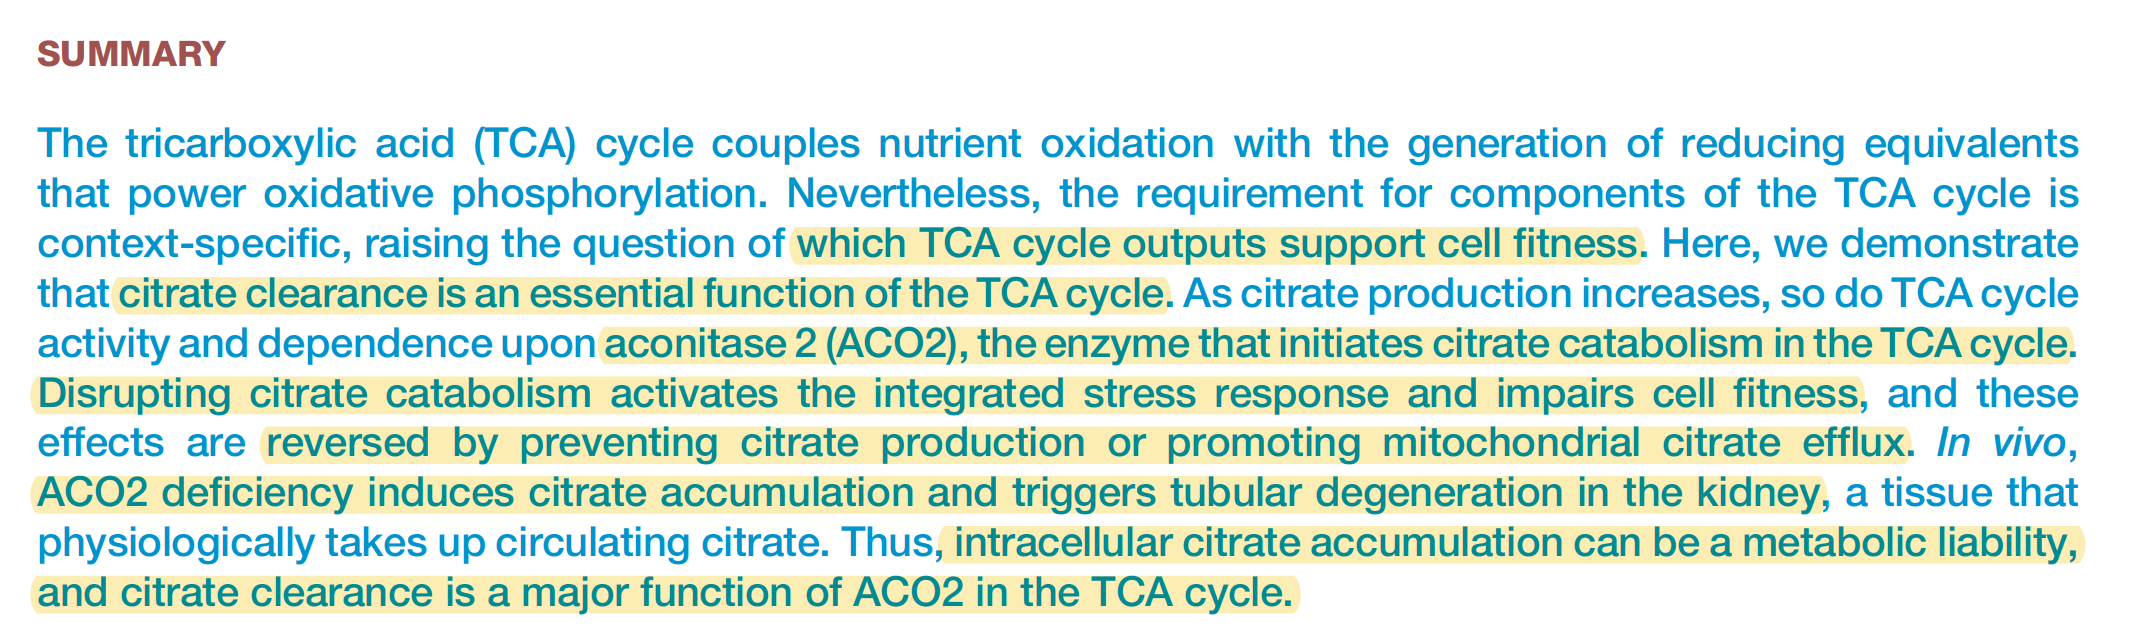 SUMMARY
The tricarboxylic acid (TCA) cycle couples nutrient oxidation with the generation of reducing equivalents
that power oxidative phosphorylation. Nevertheless, the requirement for components of the TCA cycle is
context-specific, raising the question of which TCA cycle outputs support cell fitness. Here, we demonstrate
that citrate clearance is an essential function of the TCA cycle. As citrate production increases, so do TCA cycle
activity and dependence upon aconitase 2 (ACO2), the enzyme that initiates citrate catabolism in the TCA cycle.
Disrupting citrate catabolism activates the integrated stress response and impairs cell fitness, and these
effects are reversed by preventing citrate production or promoting mitochondrial citrate efflux. In vivo,
ACO2 deficiency induces citrate accumulation and triggers tubular degeneration in the kidney, a tissue that
physiologically takes up circulating citrate. Thus, intracellular citrate accumulation can be a metabolic liability,
and citrate clearance is a major function of ACO2 in the TCA cycle.